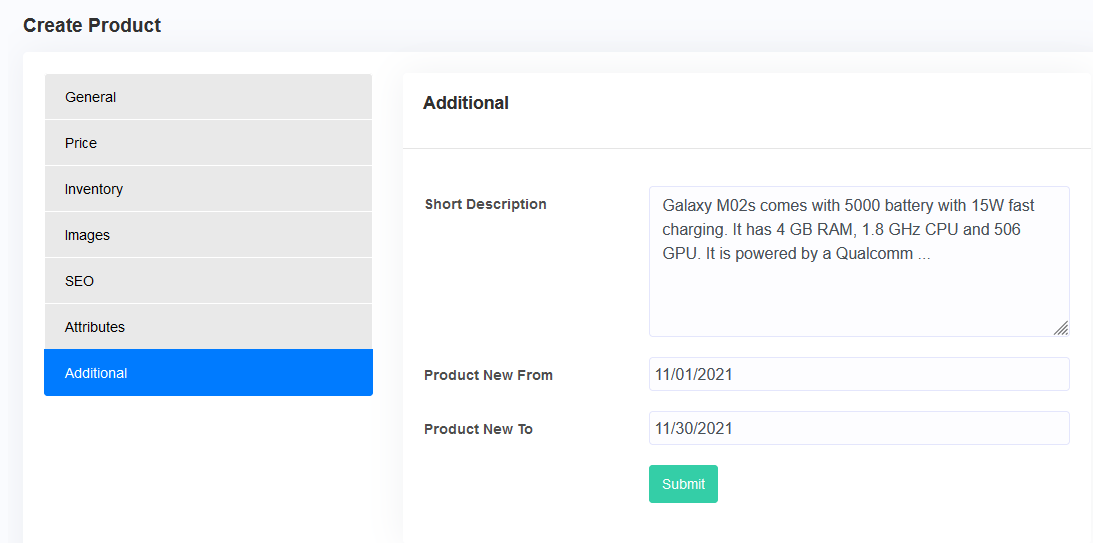 Create Product
General
Price
Inventory
Images
SEO
Attributes
Additional
Additional
Short Description
Galaxy M02s comes with 5000 battery with 15W fast
charging. It has 4 GB RAM, 1.8 GHz CPU and 506
GPU. It is powered by a Qualcomm ...
Product New From
11/01/2021
Product New To
11/30/2021
Submit